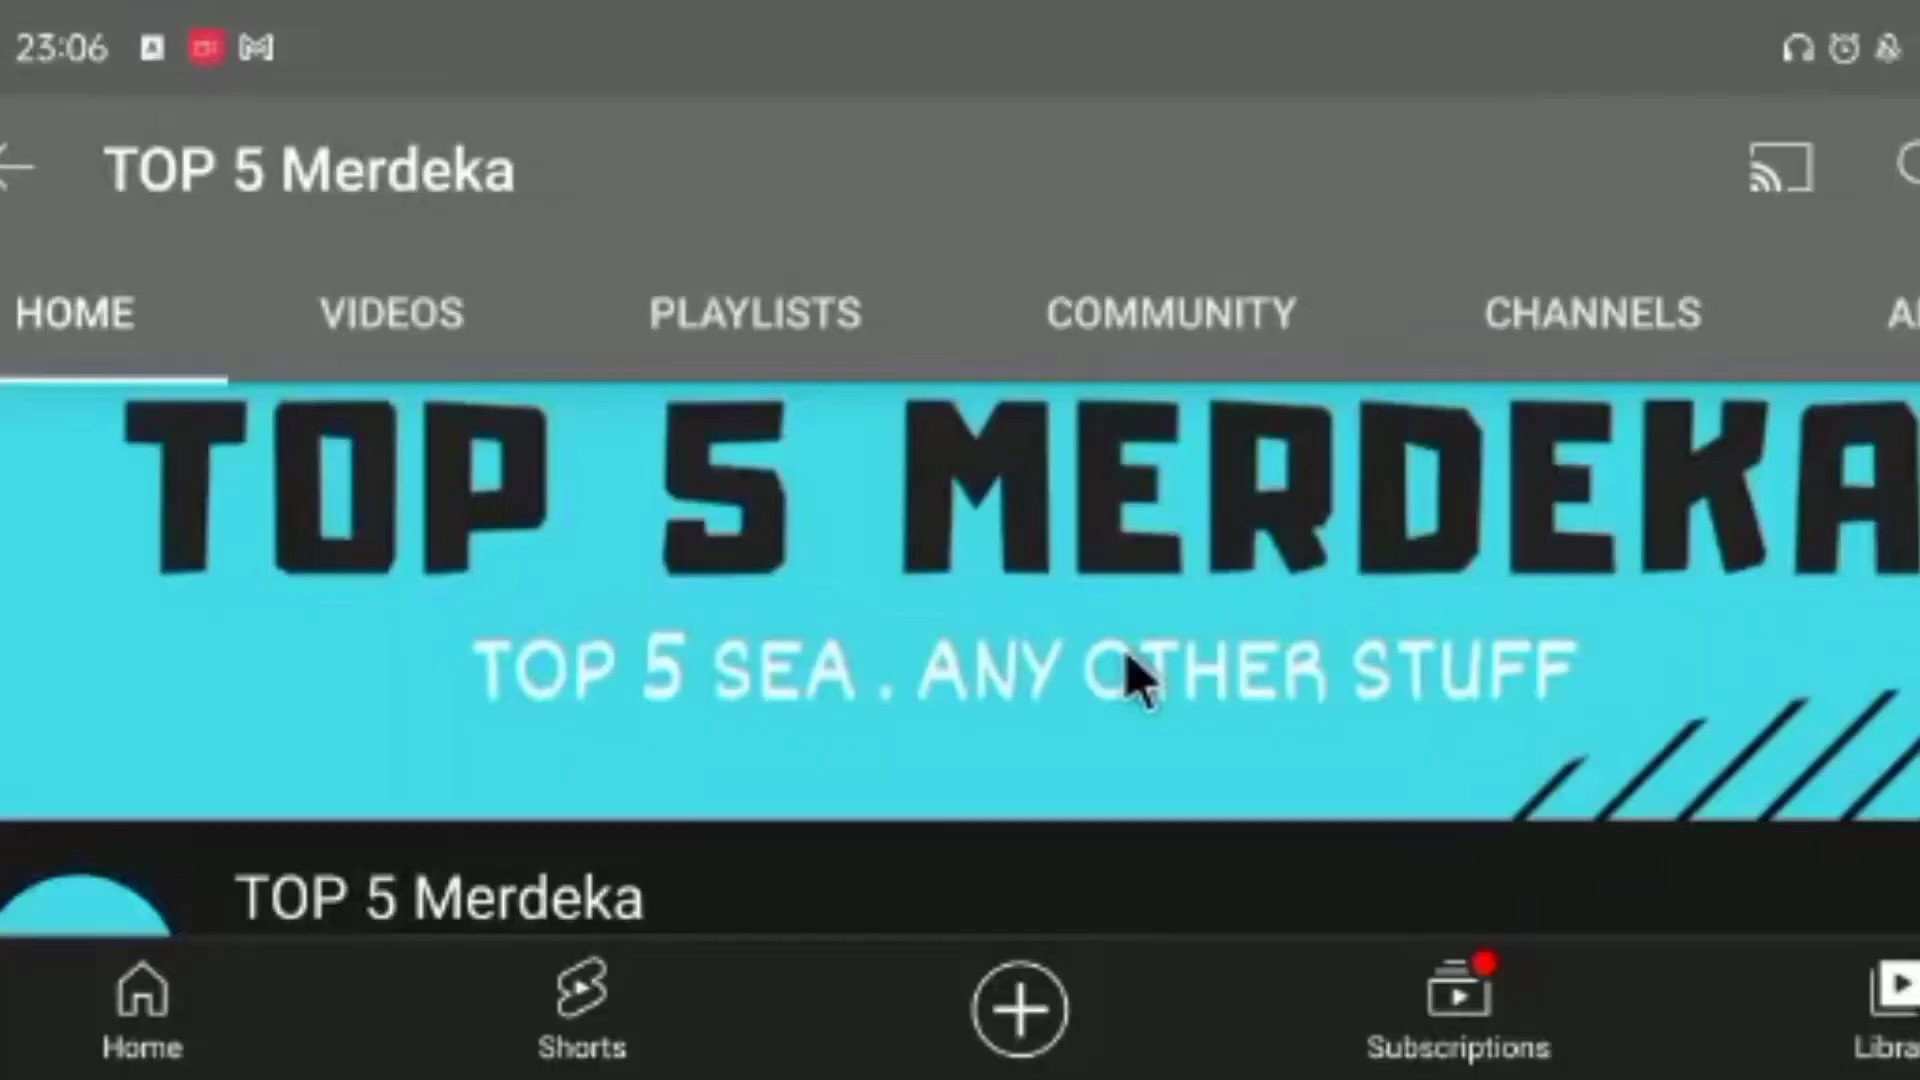 23:06
TOP 5 Merdeka
HOME VIDEOS PLAYLISTS COMMUNITY CHANNELS
TOP 5 MERDEKA
TOP 5 SEA . ANY OTHER STUFF
TOP 5 Merdeka
Home Shorts Subscriptions